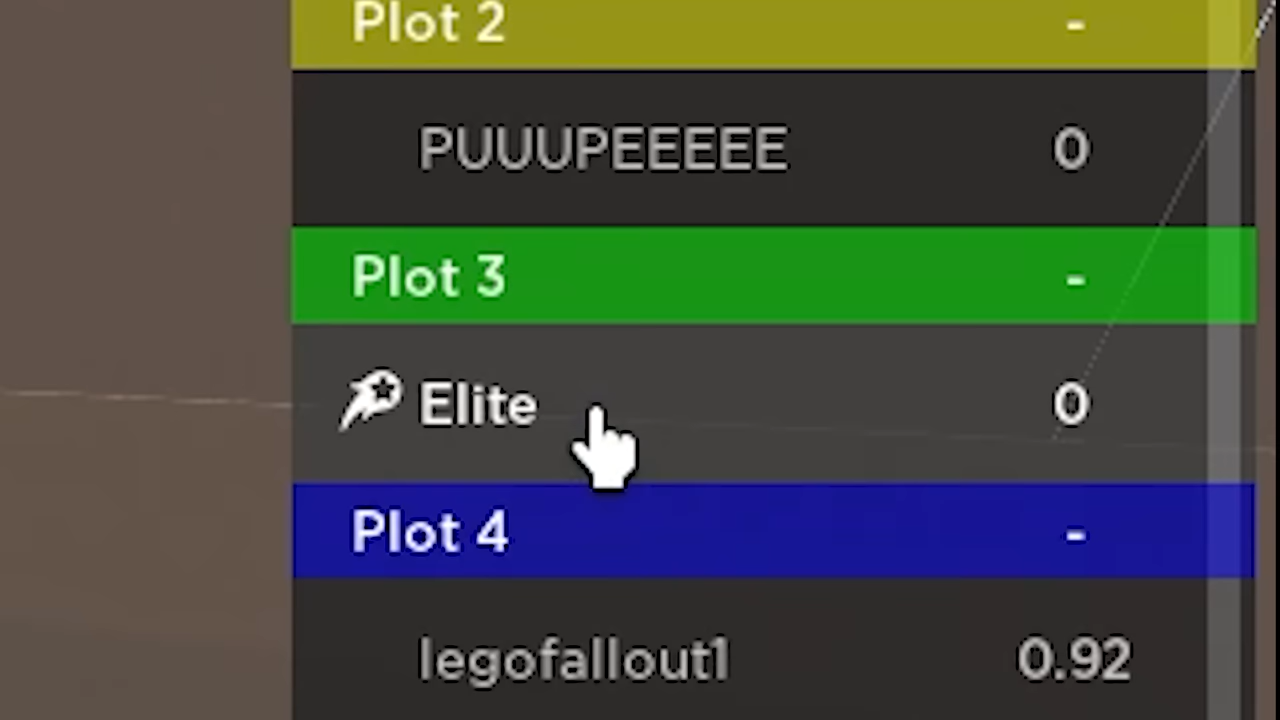 Plot 2 -
PUUUPEEEEE 0
Plot 3 -
Elite 0
Plot 4 -
legofallout1 0.92